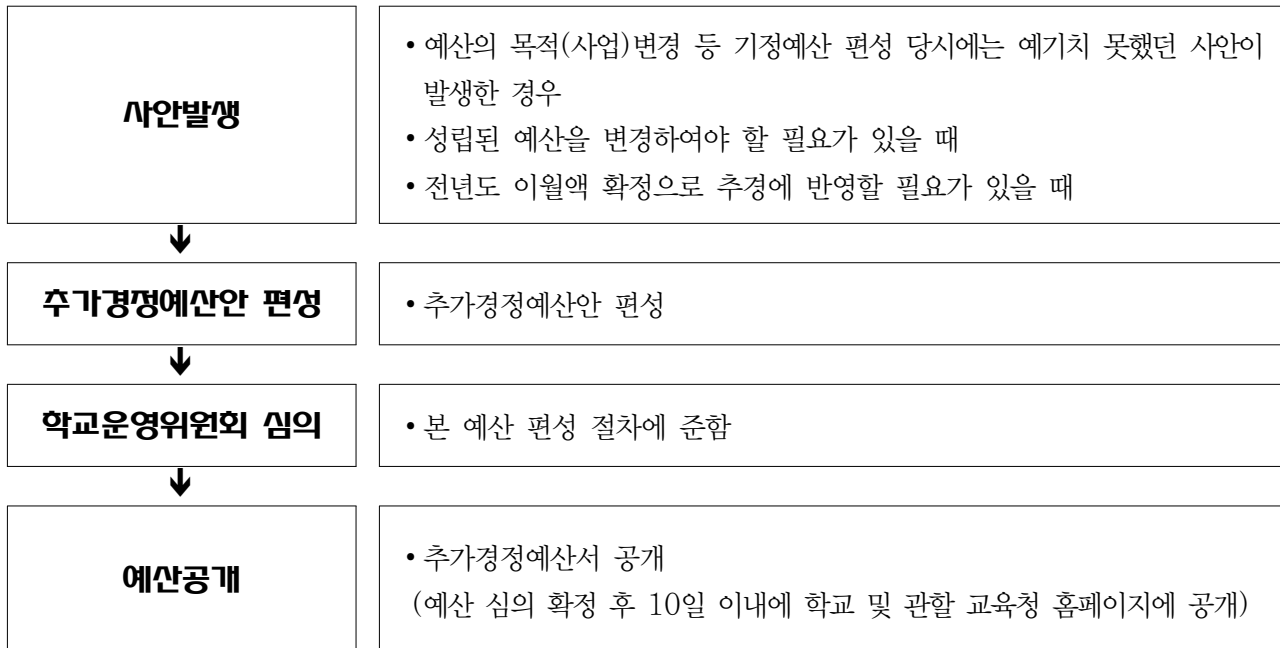 사안발생
• 예산의 목적(사업)변경 등 기정예산 편성 당시에는 예기치 못했던 사안이
발생한 경우
• 성립된 예산을 변경하여야 할 필요가 있을 때
• 전년도 이월액 확정으로 추경에 반영할 필요가 있을 때
추가경정예산안 편성
• 추가경정예산안 편성
학교운영위원회 심의
• 본 예산 편성 절차에 준함
예산공개
• 추가경정예산서 공개
(예산 심의 확정 후 10일 이내에 학교 및 관할 교육청 홈페이지에 공개)